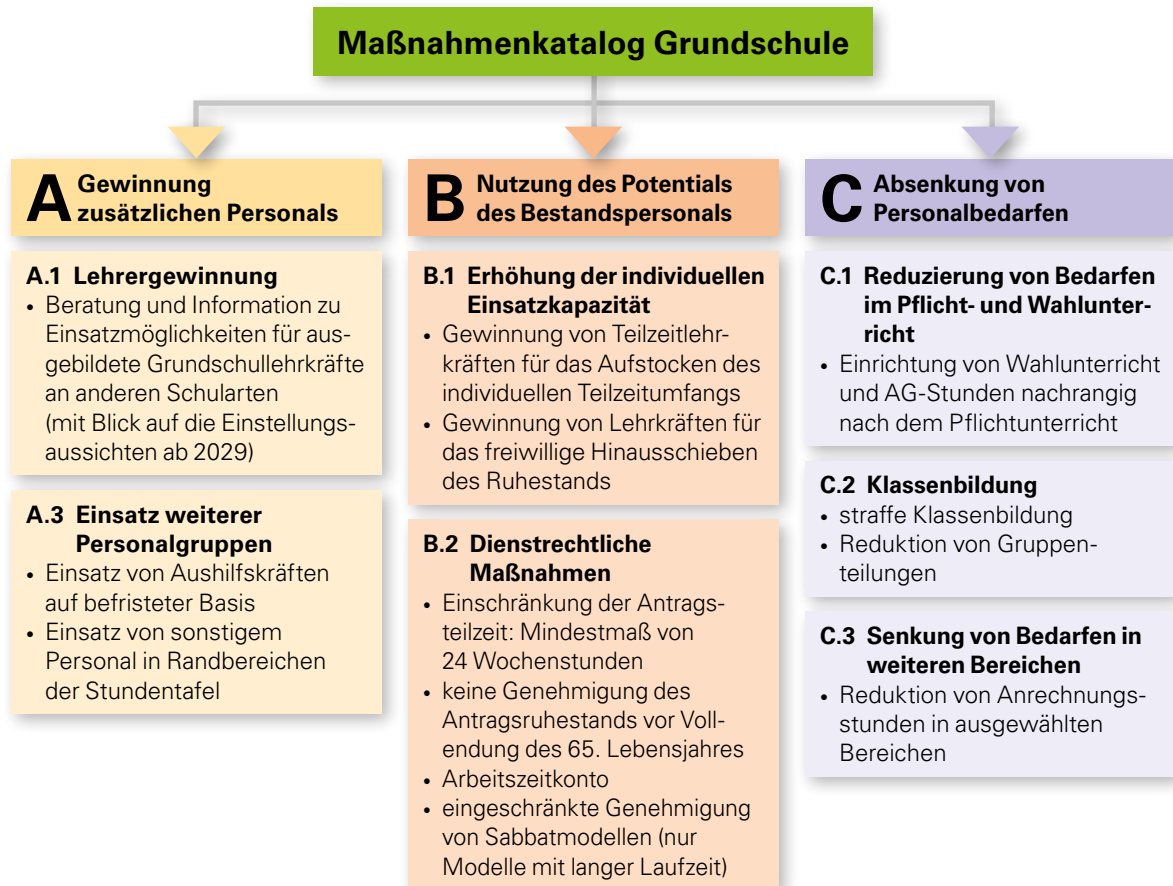 Maßnahmenkatalog Grundschule
A Gewinnung
zusätzlichen Personals
A.1 Lehrergewinnung
• Beratung und Information zu
Einsatzmöglichkeiten für aus-
gebildete Grundschullehrkräfte
an anderen Schularten
(mit Blick auf die Einstellungs-
aussichten ab 2029)
A.3 Einsatz weiterer
Personalgruppen
• Einsatz von Aushilfskräften
auf befristeter Basis
• Einsatz von sonstigem
Personal in Randbereichen
der Stundentafel
B Nutzung des Potentials
des Bestandspersonals
B.1 Erhöhung der individuellen
Einsatzkapazität
• Gewinnung von Teilzeitlehr-
kräften für das Aufstocken des
individuellen Teilzeitumfangs
• Gewinnung von Lehrkräften für
das freiwillige Hinausschieben
des Ruhestands
B.2 Dienstrechtliche
Maßnahmen
• Einschränkung der Antrags-
teilzeit: Mindestmaß von
24 Wochenstunden
• keine Genehmigung des
Antragsruhestands vor Voll-
endung des 65. Lebensjahres
• Arbeitszeitkonto
• eingeschränkte Genehmigung
von Sabbatmodellen (nur
Modelle mit langer Laufzeit)
C Absenkung von
Personalbedarfen
C.1 Reduzierung von Bedarfen
im Pflicht- und Wahlunter-
richt
• Einrichtung von Wahlunterricht
und AG-Stunden nachrangig
nach dem Pflichtunterricht
C.2 Klassenbildung
• straffe Klassenbildung
• Reduktion von Gruppen-
teilungen
C.3 Senkung von Bedarfen in
weiteren Bereichen
• Reduktion von Anrechnungs-
stunden in ausgewählten
Bereichen